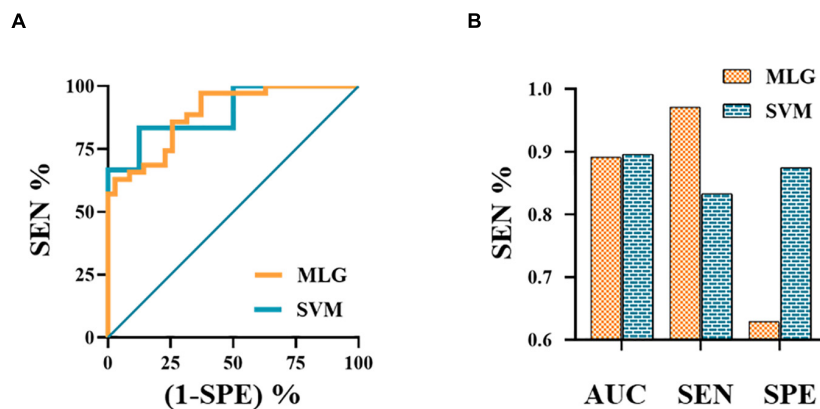 A
SEN %
100
75
50
25
0
0 25 50 75 100
(1-SPE) %
MLG
SVM
B
SEN %
1.0
0.9
0.8
0.7
0.6
AUC SEN SPE
MLG
SVM